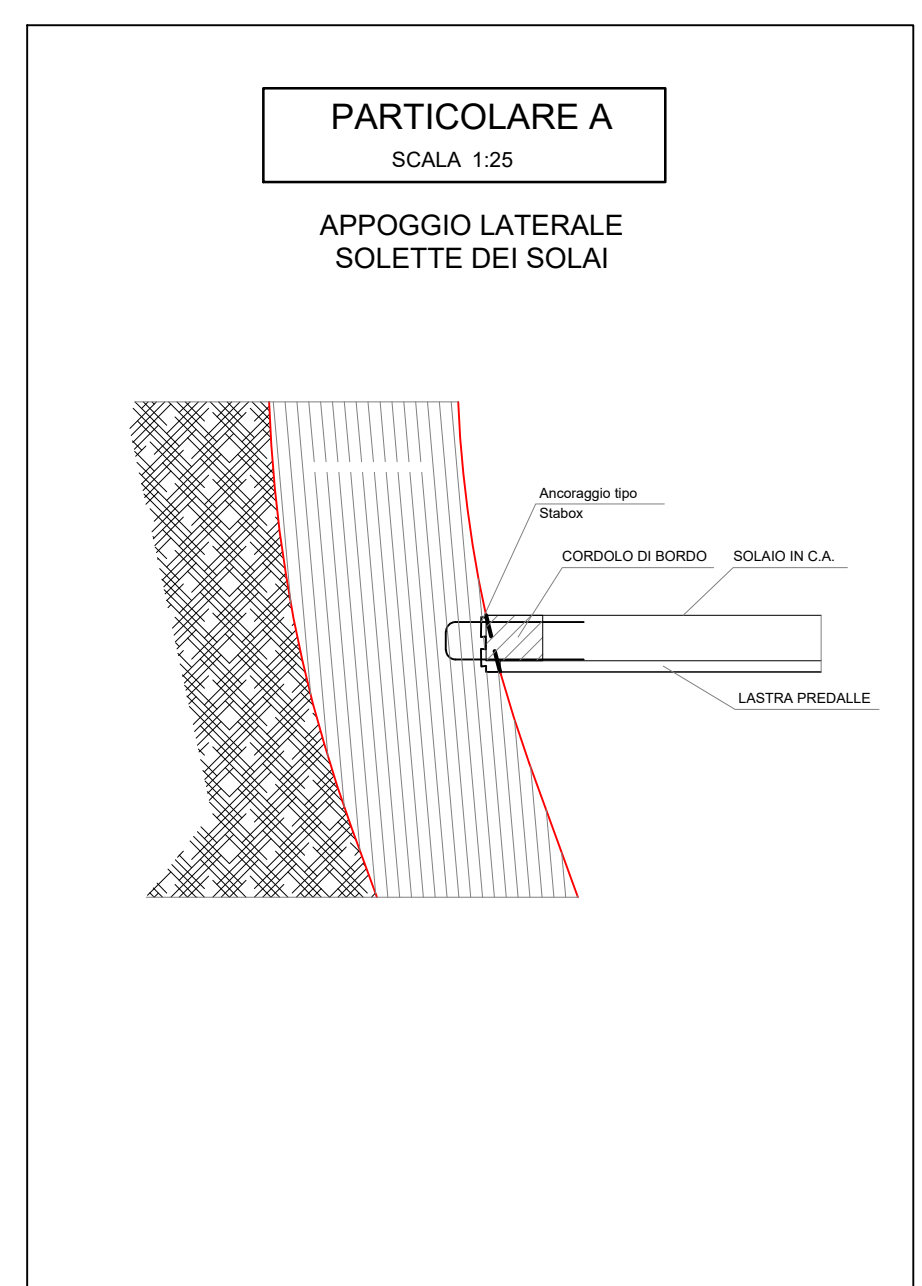 PARTICOLARE A
SCALA 1:25
APPOGGIO LATERALE
SOLETTE DEI SOLAI
Ancoraggio tipo
Stabox
CORDOLO DI BORDO
SOLAIO IN C.A.
LASTRA PREDALLE